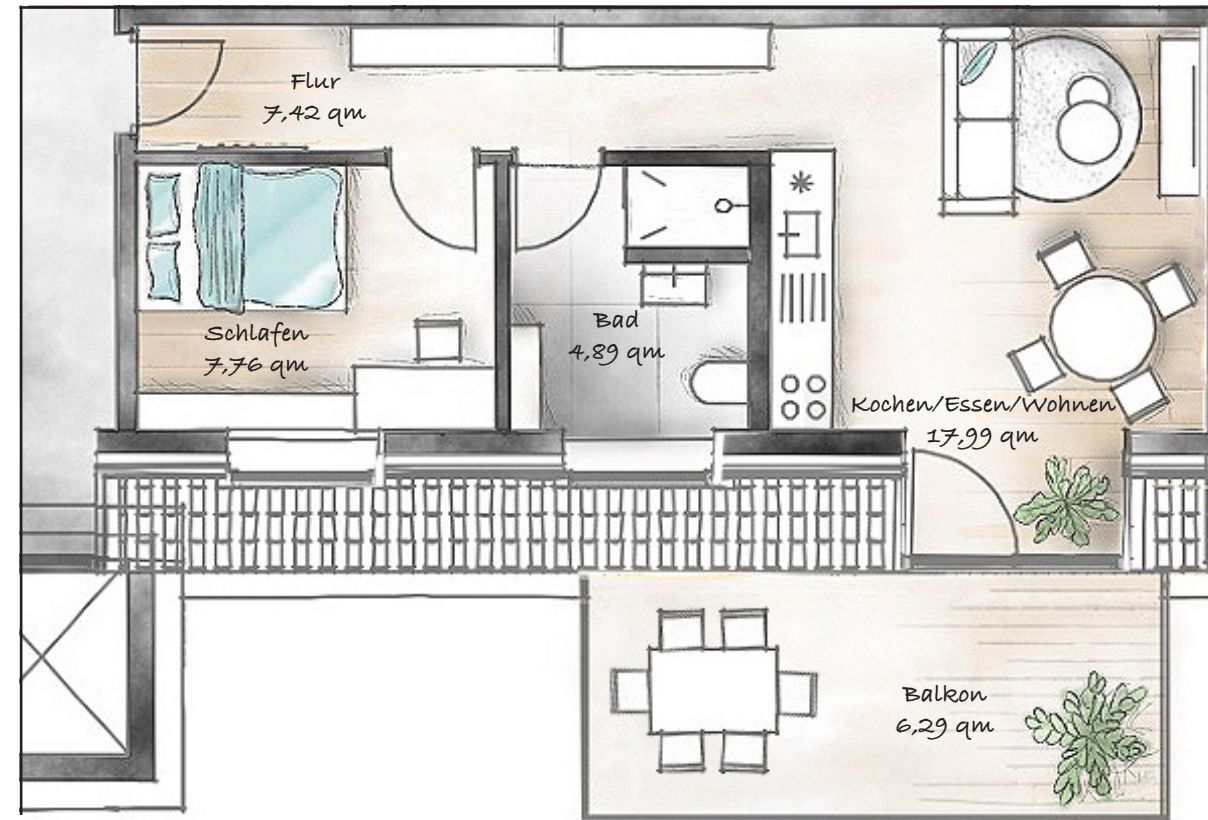 Flur
7,42 qm
Schlafen
7,76 qm
Bad
4,89 qm
Kochen/Essen/Wohnen
17,99 qm
Balkon
6,29 qm